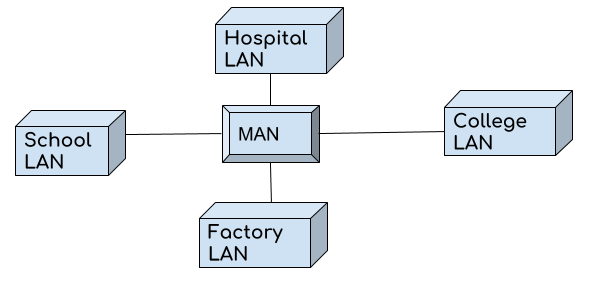 Hospital
LAN
School
LAN
MAN
College
LAN
Factory
LAN